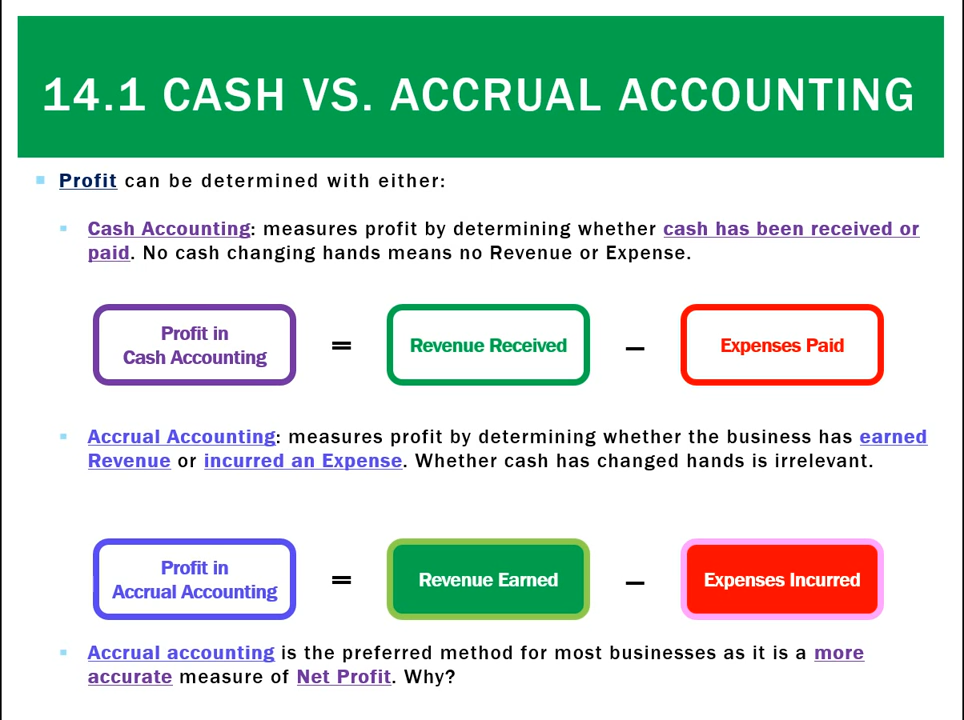 14.1 CASH VS. ACCRUAL ACCOUNTING
Profit can be determined with either:
Cash Accounting: measures profit by determining whether cash has been received or
paid. No cash changing hands means no Revenue or Expense.
Profit in
Cash Accounting
=
Revenue Received
–
Expenses Paid
Accrual Accounting: measures profit by determining whether the business has earned
Revenue or incurred an Expense. Whether cash has changed hands is irrelevant.
Profit in
Accrual Accounting
=
Revenue Earned
–
Expenses Incurred
Accrual accounting is the preferred method for most businesses as it is a more
accurate measure of Net Profit. Why?